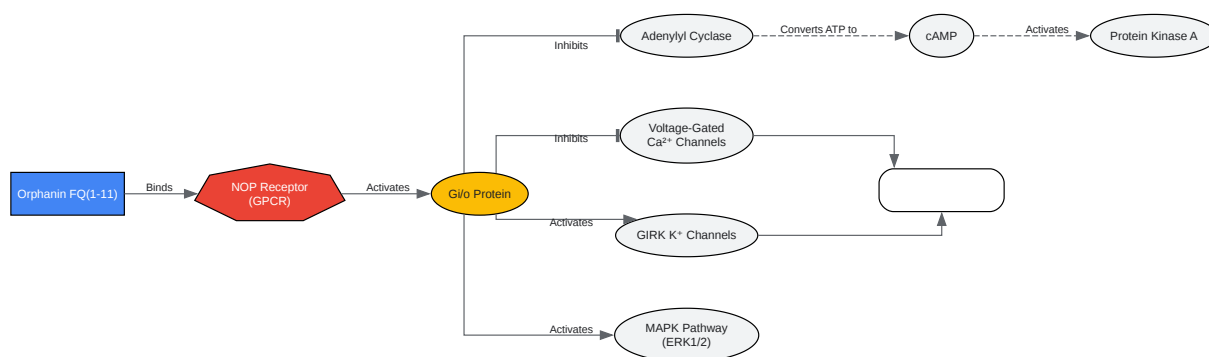 Adenylyl Cyclase
Converts ATP to
cAMP
Activates
Protein Kinase A
Inhibits
Voltage-Gated
Ca²⁺ Channels
Inhibits
Orphanin FQ(1-11)
Binds
NOP Receptor
(GPCR)
Activates
Gi/o Protein
Activates
GIRK K⁺ Channels
Activates
MAPK Pathway
(ERK1/2)